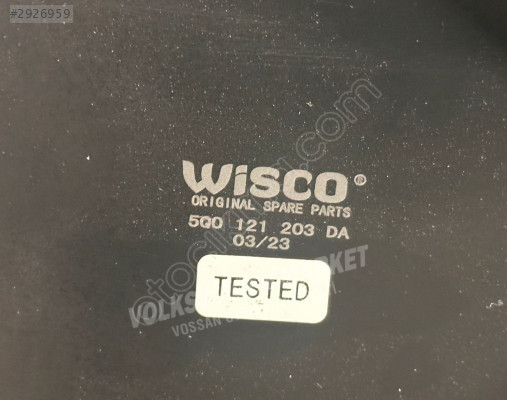 #2926959
WISCO®
ORIGINAL SPARE PARTS
5Q0 121 203 DA
03/23
TESTED